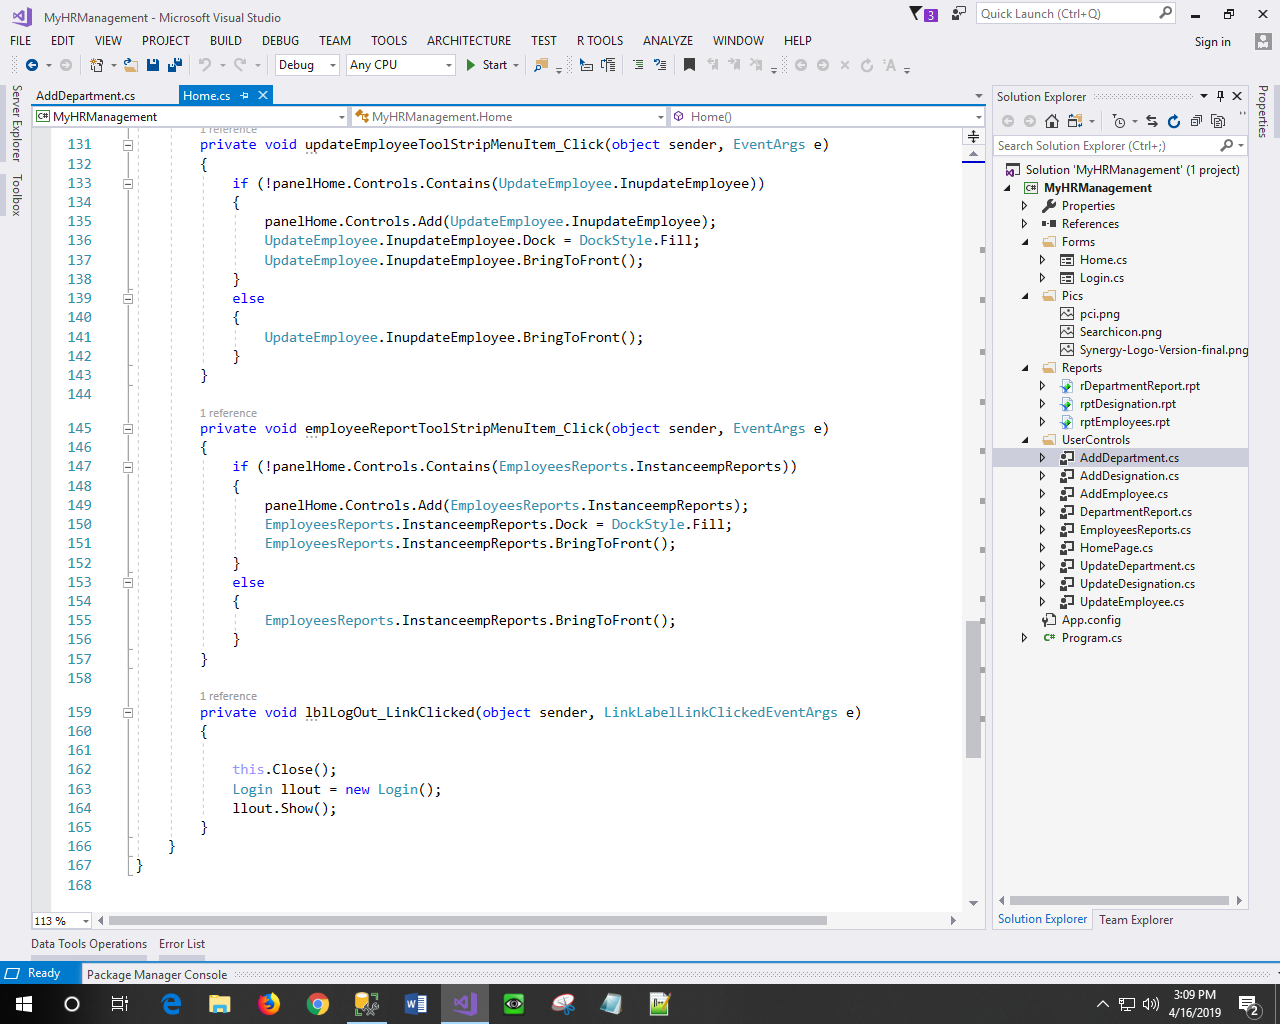 MyHRManagement - Microsoft Visual Studio
3
Quick Launch (Ctrl+Q)
FILE EDIT VIEW PROJECT BUILD DEBUG TEAM TOOLS ARCHITECTURE TEST R TOOLS ANALYZE WINDOW HELP
Sign in
Debug
Any CPU
Start
Server Explorer
Toolbox
AddDepartment.cs
Home.cs
MyHRManagement
MyHRManagement.Home
Home()
1 reference
131 private void updateEmployeeToolStripMenuItem_Click(object sender, EventArgs e)
132 {
133 if (!panelHome.Controls.Contains(UpdateEmployee.InupdateEmployee))
134 {
135 panelHome.Controls.Add(UpdateEmployee.InupdateEmployee);
136 UpdateEmployee.InupdateEmployee.Dock = DockStyle.Fill;
137 UpdateEmployee.InupdateEmployee.BringToFront();
138 }
139 else
140 {
141 UpdateEmployee.InupdateEmployee.BringToFront();
142 }
143 }
144
1 reference
145 private void employeeReportToolStripMenuItem_Click(object sender, EventArgs e)
146 {
147 if (!panelHome.Controls.Contains(EmployeesReports.InstanceempReports))
148 {
149 panelHome.Controls.Add(EmployeesReports.InstanceempReports);
150 EmployeesReports.InstanceempReports.Dock = DockStyle.Fill;
151 EmployeesReports.InstanceempReports.BringToFront();
152 }
153 else
154 {
155 EmployeesReports.InstanceempReports.BringToFront();
156 }
157 }
158
1 reference
159 private void lblLogOut_LinkClicked(object sender, LinkLabelLinkClickedEventArgs e)
160 {
161
162 this.Close();
163 Login llout = new Login();
164 llout.Show();
165 }
166 }
167 }
168
113 %
Solution Explorer
Search Solution Explorer (Ctrl+;)
Solution 'MyHRManagement' (1 project)
MyHRManagement
Properties
References
Forms
Home.cs
Login.cs
Pics
pci.png
Searchicon.png
Synergy-Logo-Version-final.png
Reports
rDepartmentReport.rpt
rptDesignation.rpt
rptEmployees.rpt
UserControls
AddDepartment.cs
AddDesignation.cs
AddEmployee.cs
DepartmentReport.cs
EmployeesReports.cs
HomePage.cs
UpdateDepartment.cs
UpdateDesignation.cs
UpdateEmployee.cs
App.config
Program.cs
Solution Explorer
Team Explorer
Properties
Data Tools Operations
Error List
Ready
Package Manager Console
3:09 PM
4/16/2019
2